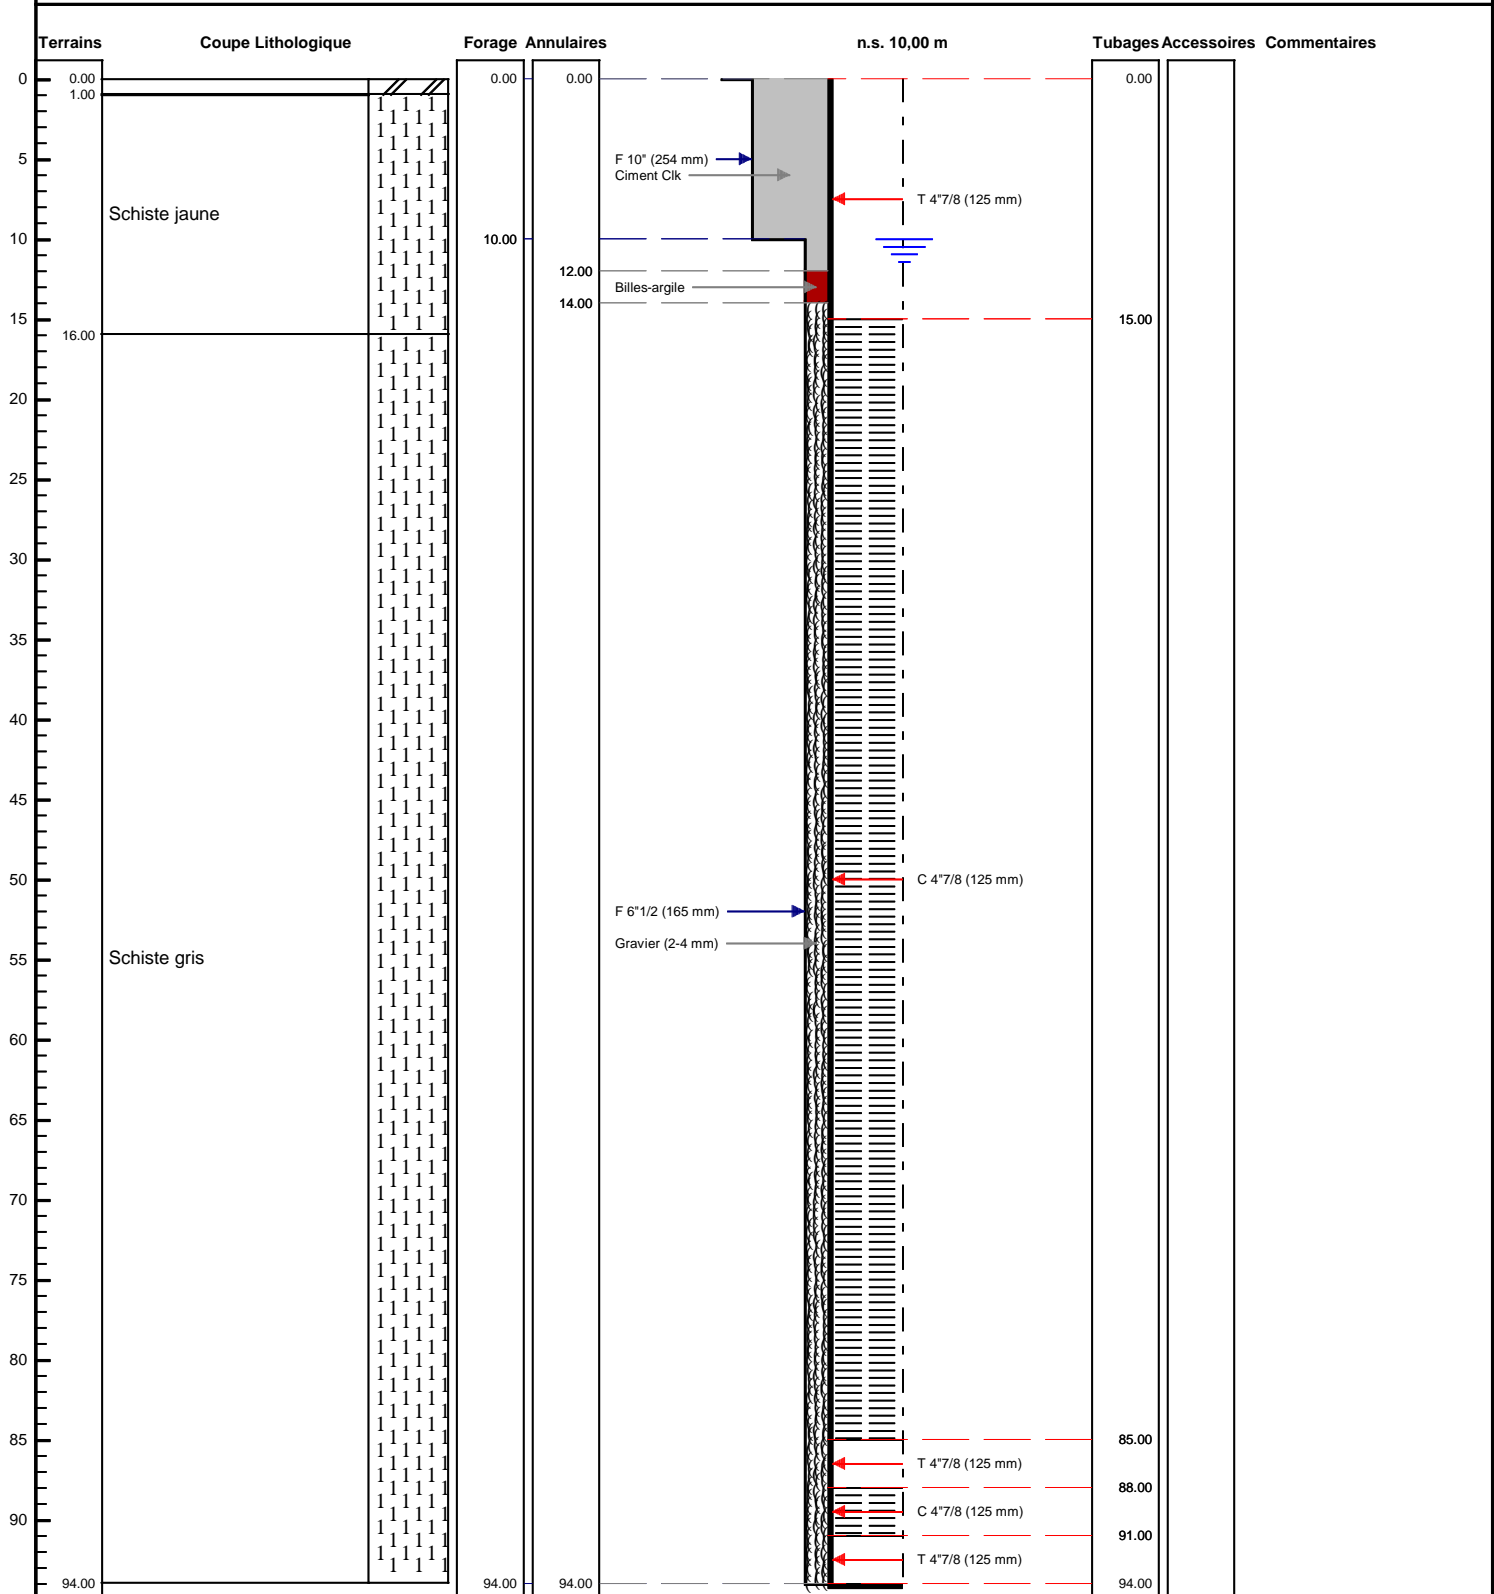 Terrains Coupe Lithologique Forage Annulaires n.s. 10,00 m Tubages Accessoires Commentaires
0 0.00 0.00 0.00 0.00
1.00
5 F 10" (254 mm)
Ciment Clk
T 4"7/8 (125 mm)
Schiste jaune
10 10.00
12.00
Billes-argile
14.00
15 15.00
16.00
20
25
30
35
40
45
50 C 4"7/8 (125 mm)
F 6"1/2 (165 mm)
Gravier (2-4 mm)
55 Schiste gris
60
65
70
75
80
85 85.00
T 4"7/8 (125 mm)
88.00
C 4"7/8 (125 mm)
90
91.00
T 4"7/8 (125 mm)
94.00 94.00 94.00 94.00